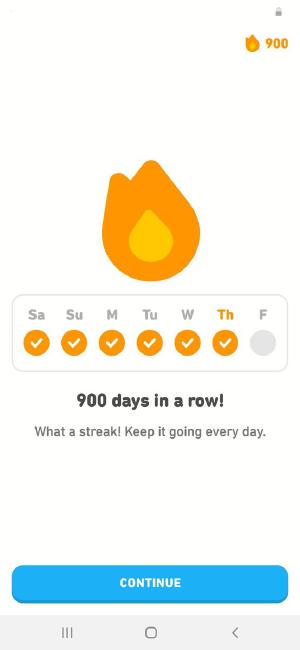 900
Sa Su M Tu W Th F
900 days in a row!
What a streak! Keep it going every day.
CONTINUE